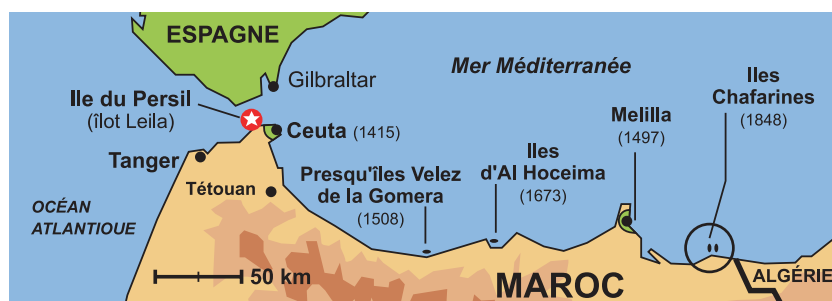 ESPAGNE
Gilbraltar
Mer Méditerranée
Iles
Chafarines
(1848)
Ile du Persil
(îlot Leila)
Ceuta (1415)
Melilla
(1497)
Tanger
Tétouan
Presqu'îles Velez
de la Gomera
(1508)
Iles
d'Al Hoceima
(1673)
OCÉAN
ATLANTIQUE
50 km
MAROC
ALGÉRIE